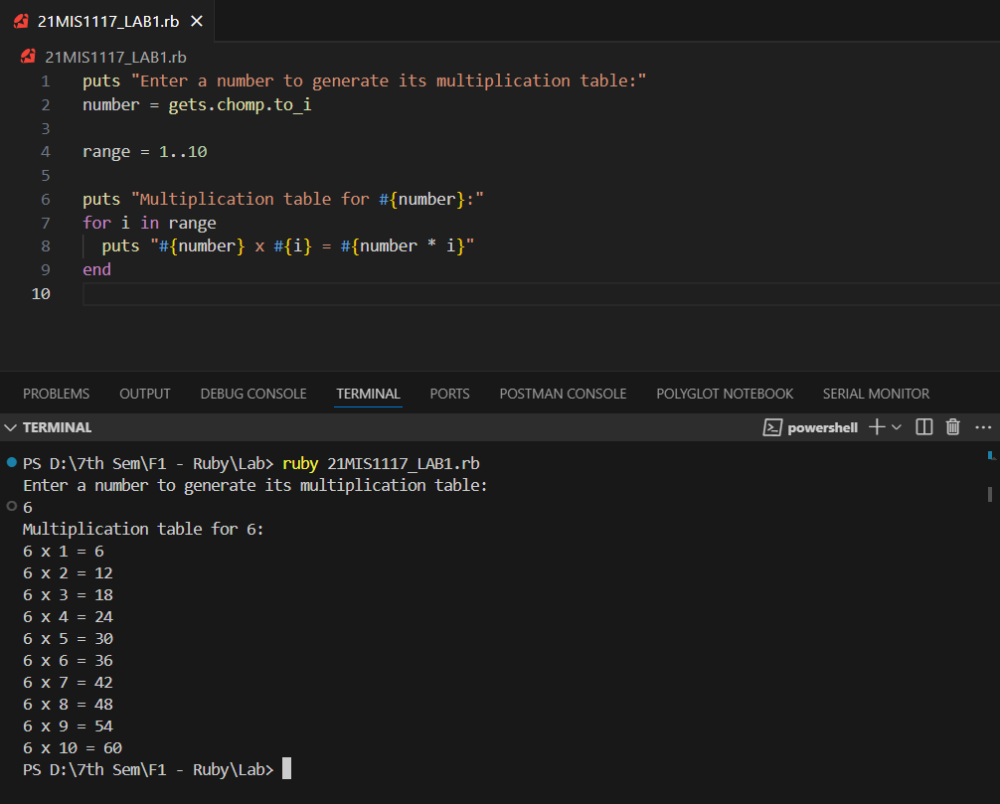 21MIS1117_LAB1.rb
21MIS1117_LAB1.rb
1 puts "Enter a number to generate its multiplication table:"
2 number = gets.chomp.to_i
3
4 range = 1..10
5
6 puts "Multiplication table for #{number}:"
7 for i in range
8   puts "#{number} x #{i} = #{number * i}"
9 end
10
PROBLEMS OUTPUT DEBUG CONSOLE TERMINAL PORTS POSTMAN CONSOLE POLYGLOT NOTEBOOK SERIAL MONITOR
TERMINAL powershell
PS D:\7th Sem\F1 - Ruby\Lab> ruby 21MIS1117_LAB1.rb
Enter a number to generate its multiplication table:
6
Multiplication table for 6:
6 x 1 = 6
6 x 2 = 12
6 x 3 = 18
6 x 4 = 24
6 x 5 = 30
6 x 6 = 36
6 x 7 = 42
6 x 8 = 48
6 x 9 = 54
6 x 10 = 60
PS D:\7th Sem\F1 - Ruby\Lab>